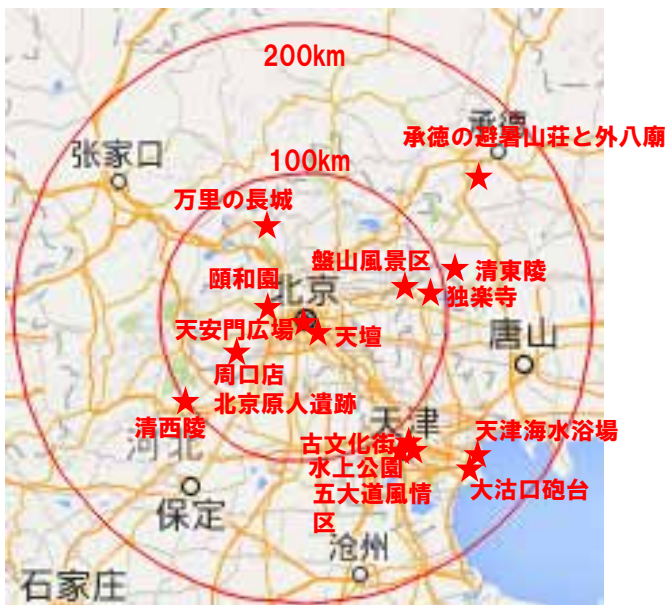 200km
承德
承徳の避暑山荘と外八廟
张家口
100km
万里の長城
盤山風景区
清東陵
頤和園
北京
独楽寺
天安門広場
天壇
唐山
周口店
北京原人遺跡
清西陵
天津
天津海水浴場
河北
古文化街
水上公園
大沽口砲台
五大道風情
区
保定
沧州
石家庄